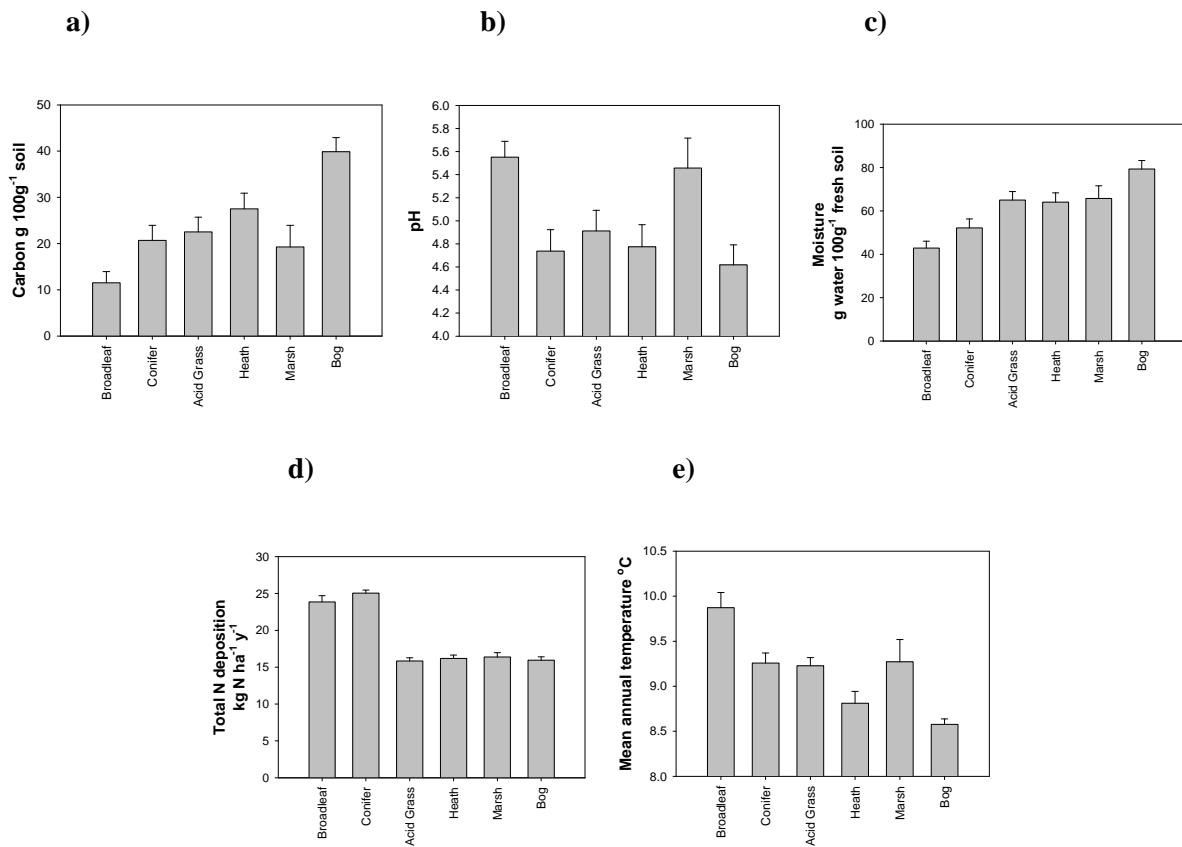 a)
b)
c)
Carbon g 100g⁻¹ soil
50
40
30
20
10
0
Broadleaf
Conifer
Acid Grass
Heath
Marsh
Bog
pH
6.0
5.8
5.6
5.4
5.2
5.0
4.8
4.6
4.4
4.2
4.0
Broadleaf
Conifer
Acid Grass
Heath
Marsh
Bog
Moisture
g water 100g⁻¹ fresh soil
100
80
60
40
20
0
Broadleaf
Conifer
Acid Grass
Heath
Marsh
Bog
d)
e)
Total N deposition
kg N ha⁻¹ y⁻¹
30
25
20
15
10
5
0
Broadleaf
Conifer
Acid Grass
Heath
Marsh
Bog
Mean annual temperature °C
10.5
10.0
9.5
9.0
8.5
8.0
Broadleaf
Conifer
Acid Grass
Heath
Marsh
Bog